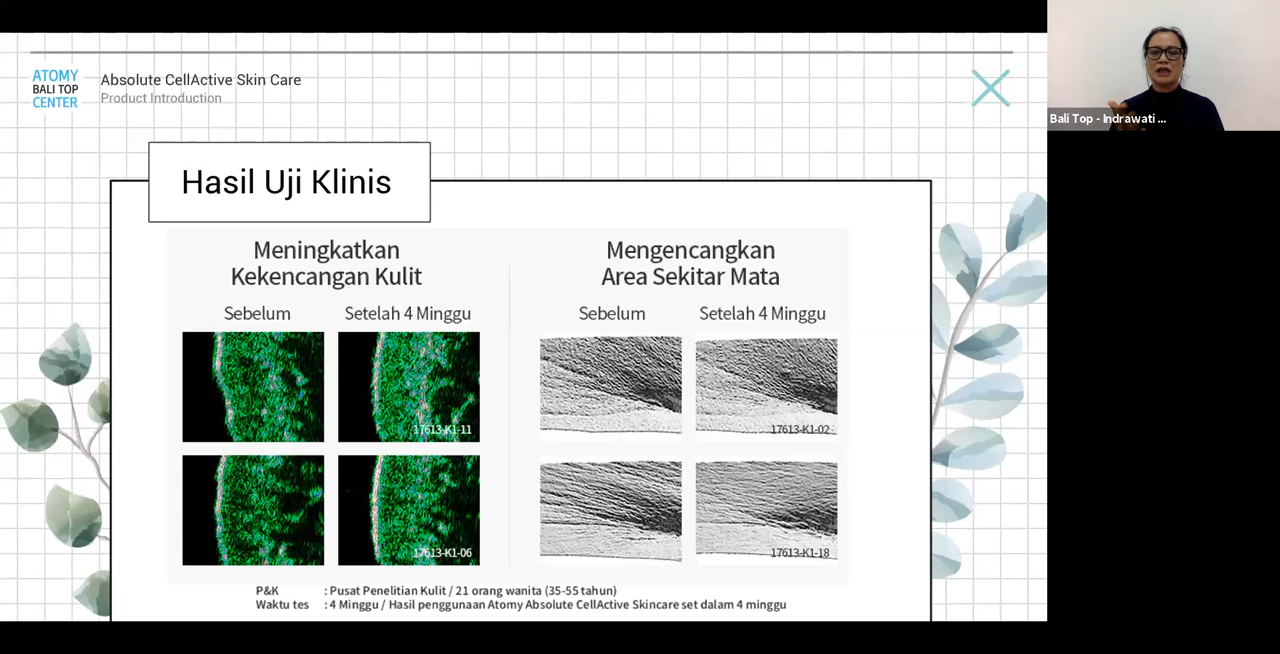 ATOMY
BALI TOP
CENTER
Absolute CellActive Skin Care
Product Introduction
Bali Top - Indrawati ...
Hasil Uji Klinis
Meningkatkan
Kekencangan Kulit
Sebelum
Setelah 4 Minggu
17613-K1-11
17613-K1-06
Mengencangkan
Area Sekitar Mata
Sebelum
Setelah 4 Minggu
17613-K1-02
17613-K1-18
P&K : Pusat Penelitian Kulit / 21 orang wanita (35-55 tahun)
Waktu tes : 4 Minggu / Hasil penggunaan Atomy Absolute CellActive Skincare set dalam 4 minggu